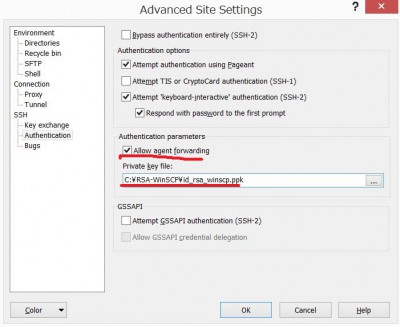 Advanced Site Settings
?
Environment
Directories
Recycle bin
SFTP
Shell
Connection
Proxy
Tunnel
SSH
Key exchange
Authentication
Bugs
Bypass authentication entirely (SSH-2)
Authentication options
Attempt authentication using Pageant
Attempt TIS or CryptoCard authentication (SSH-1)
Attempt 'keyboard-interactive' authentication (SSH-2)
Respond with password to the first prompt
Authentication parameters
Allow agent forwarding
Private key file:
C:¥RSA-WinSCP¥id_rsa_winscp.ppk
...
GSSAPI
Attempt GSSAPI authentication (SSH-2)
Allow GSSAPI credential delegation
Color
OK
Cancel
Help